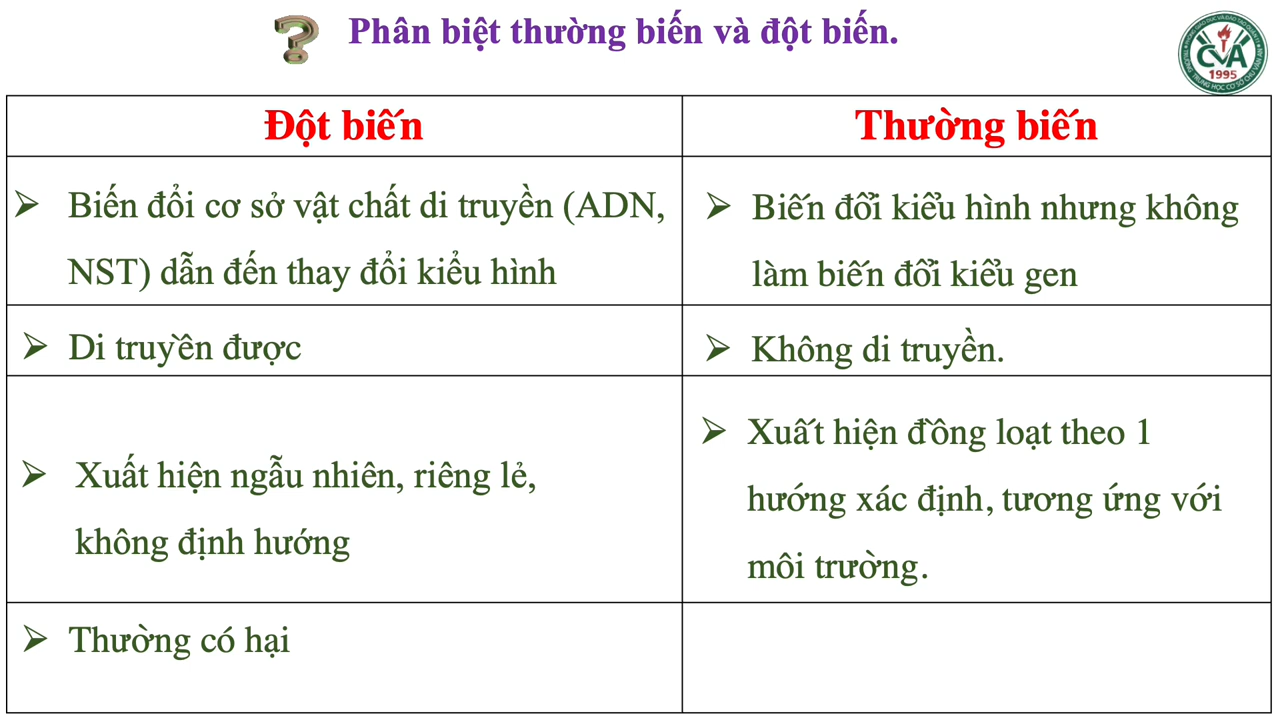 Phân biệt thường biến và đột biến.
CVA
1995
Đột biến
Thường biến
➢ Biến đổi cơ sở vật chất di truyền (ADN,
NST) dẫn đến thay đổi kiểu hình
➢ Biến đổi kiểu hình nhưng không
làm biến đổi kiểu gen
➢ Di truyền được
➢ Không di truyền.
➢ Xuất hiện ngẫu nhiên, riêng lẻ,
không định hướng
➢ Xuất hiện đồng loạt theo 1
hướng xác định, tương ứng với
môi trường.
➢ Thường có hại